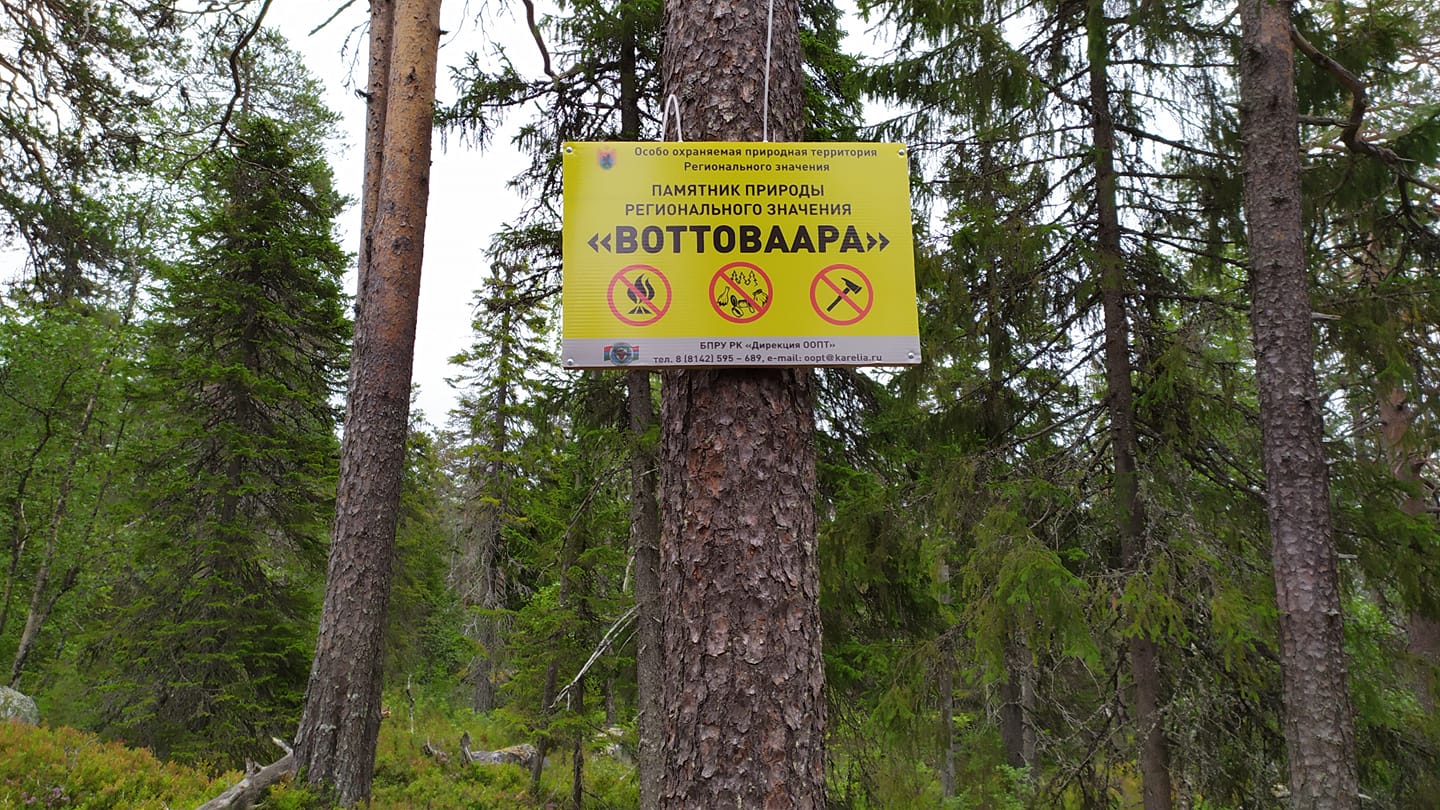 Особо охраняемая природная территория
Регионального значения
ПАМЯТНИК ПРИРОДЫ
РЕГИОНАЛЬНОГО ЗНАЧЕНИЯ
«ВОТТОВААРА»
БПРУ РК «Дирекция ООПТ»
тел. 8 (8142) 595 – 689, e-mail: oopt@karelia.ru